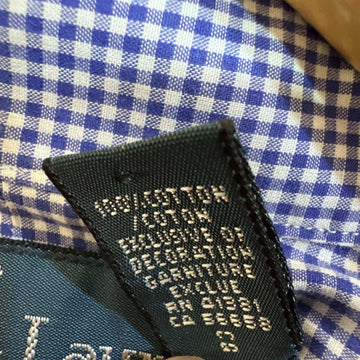 100% COTTON
/COTON
EXCLUSIVE OF
DECORATION
GARNITURE
EXCLUE
RN 41381
CA 56658